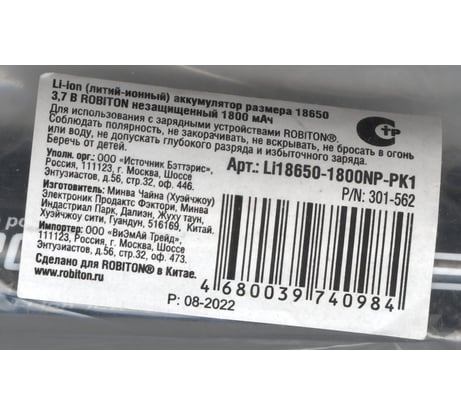 Li-Ion (литий-ионный) аккумулятор размера 18650
3,7 В ROBITON незащищенный 1800 мАч
Для использования с зарядными устройствами ROBITON®.
Соблюдать полярность, не закорачивать, не вскрывать, не бросать в огонь
или воду, не допускать глубокого разряда и избыточного заряда.
Беречь от детей.
Уполн. орг.: ООО «Источник Бэттэрис»,
111123, Россия, г. Москва, Шоссе
Энтузиастов, д.56, стр.32, оф. 446.
Изготовитель: Минва Чайна (Хуэйчжоу)
Электроник Продактс Фэктори, Минва
Индастриал Парк, Далиэн, Жуху таун,
Хуэйчжоу сити, Гуандун, 516169, Китай.
Импортер: ООО «ВиЭмАй Трейд»,
111123, Россия, г. Москва, Шоссе
Энтузиастов, д.56, стр.32, оф. 473.
Сделано для ROBITON® в Китае.
www.robiton.ru
P: 08-2022
Арт.: Li18650-1800NP-PK1
P/N: 301-562
4 680039 740984